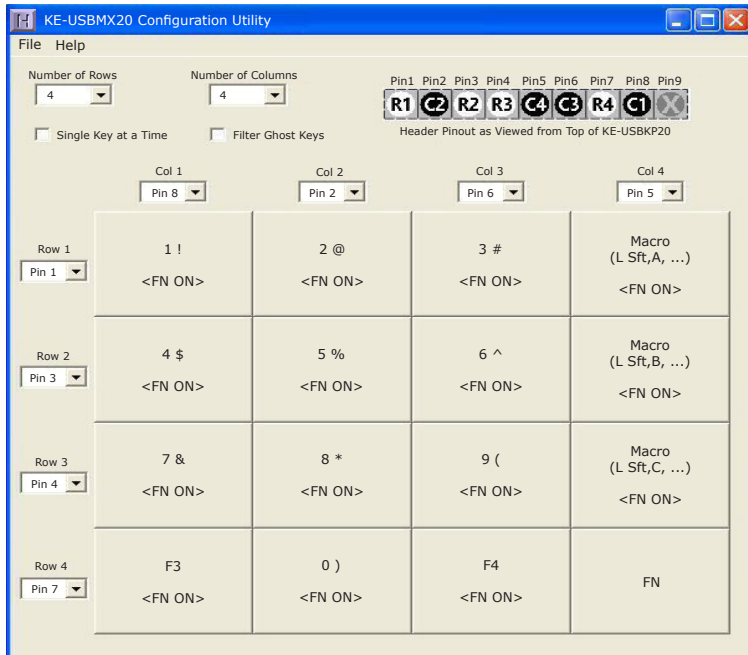 KE-USBMX20 Configuration Utility
File Help
Number of Rows
4
Number of Columns
4
Single Key at a Time
Filter Ghost Keys
Pin1 Pin2 Pin3 Pin4 Pin5 Pin6 Pin7 Pin8 Pin9
R1 C2 R2 R3 C4 C3 R4 C1 X
Header Pinout as Viewed from Top of KE-USBKP20
Col 1 Col 2 Col 3 Col 4
Pin 8 Pin 2 Pin 6 Pin 5
Row 1
Pin 1
1 !
<FN ON>
2 @
<FN ON>
3 #
<FN ON>
Macro
(L Sft,A, ...)
<FN ON>
Row 2
Pin 3
4 $
<FN ON>
5 %
<FN ON>
6 ^
<FN ON>
Macro
(L Sft,B, ...)
<FN ON>
Row 3
Pin 4
7 &
<FN ON>
8 *
<FN ON>
9 (
<FN ON>
Macro
(L Sft,C, ...)
<FN ON>
Row 4
Pin 7
F3
<FN ON>
0 )
<FN ON>
F4
<FN ON>
FN